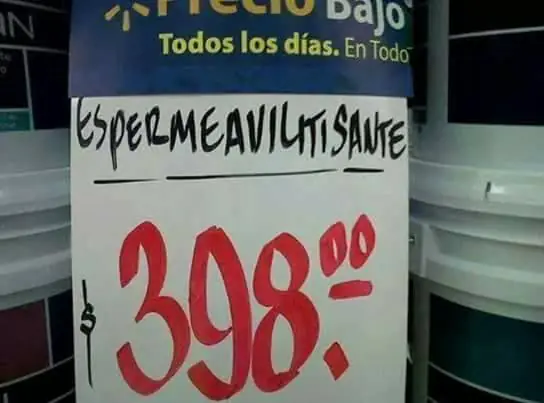 Precio Bajo
Todos los días. En Todo
ESPERMEAVILITISANTE
$ 398.00